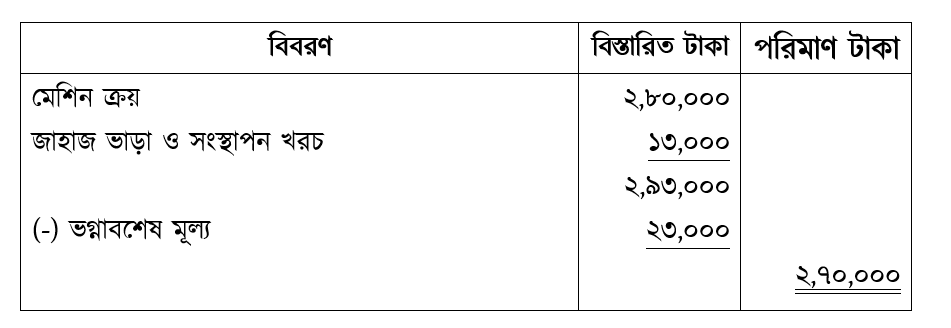 বিবরণ বিস্তারিত টাকা পরিমাণ টাকা
মেশিন ক্রয় ২,৮০,০০০
জাহাজ ভাড়া ও সংস্থাপন খরচ ১৩,০০০
২,৯৩,০০০
(-) ভগ্নাবশেষ মূল্য ২৩,০০০
২,৭০,০০০